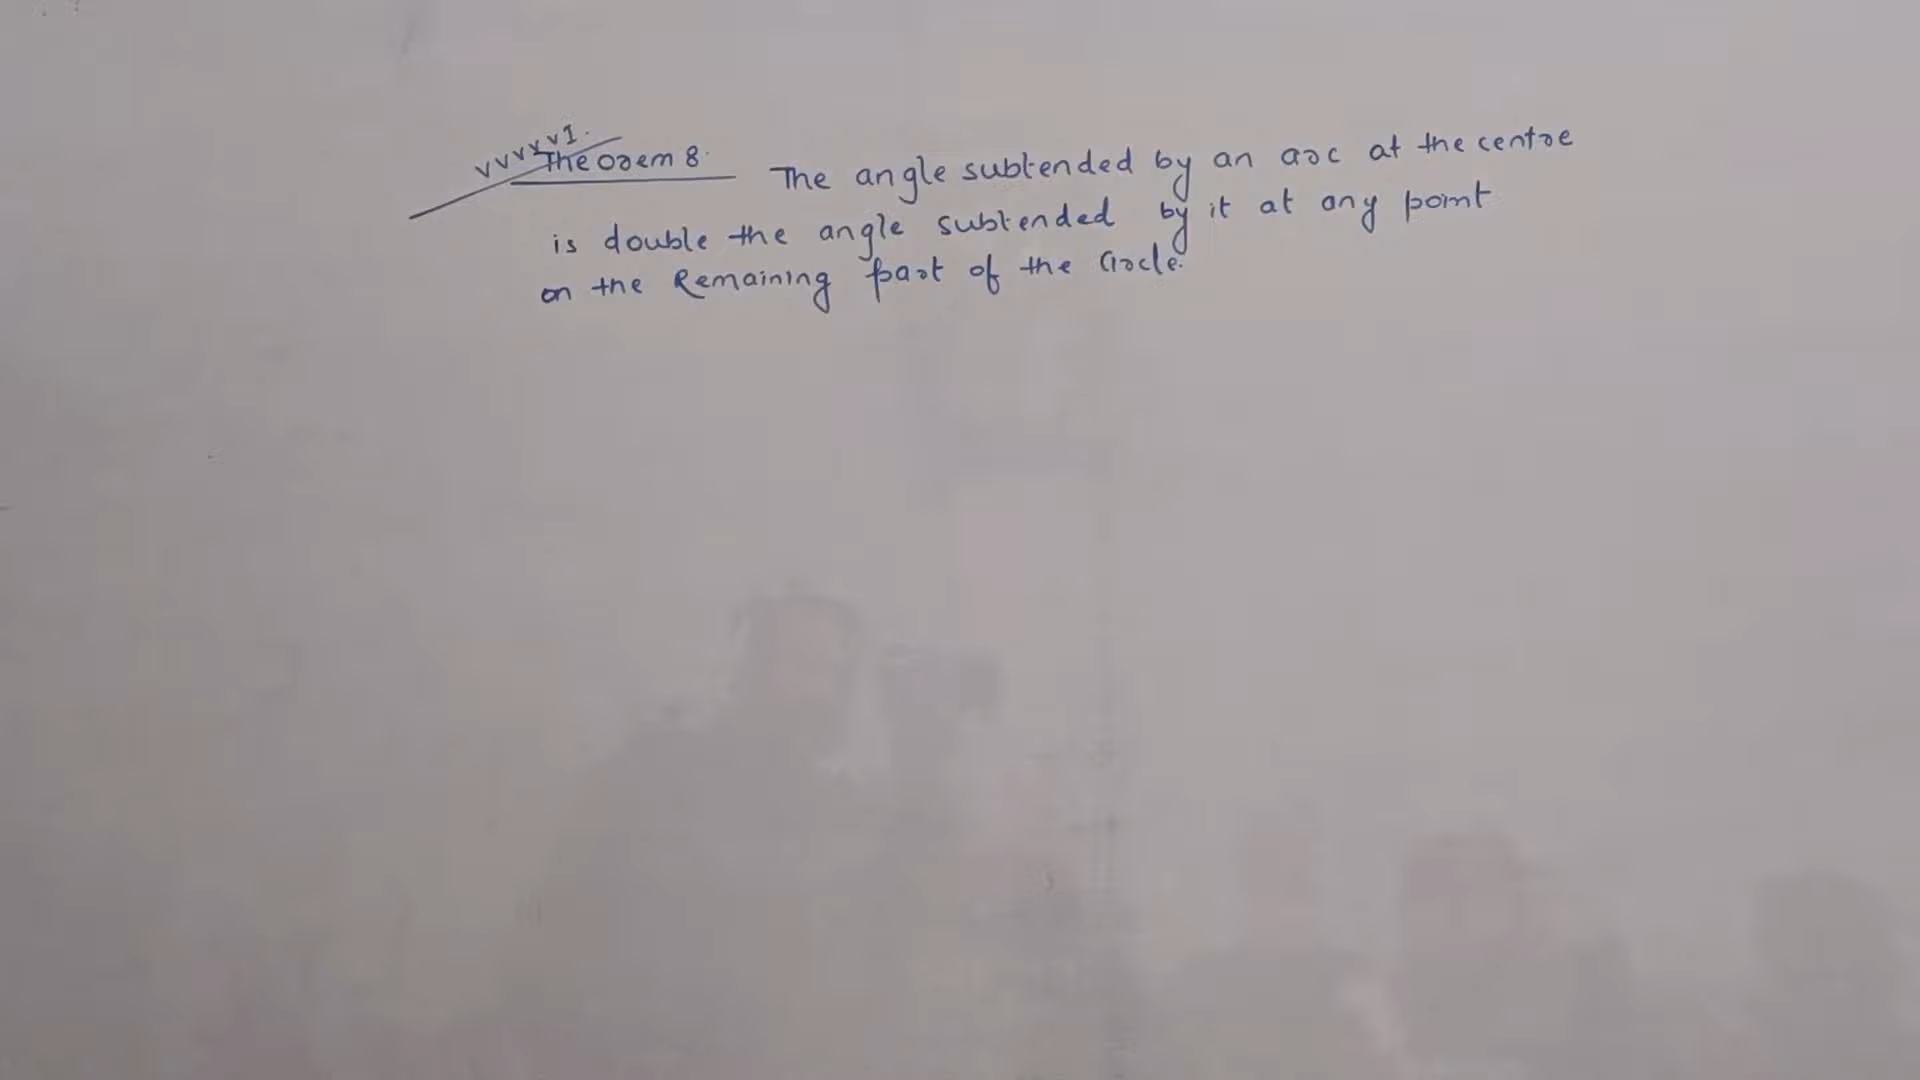 VVVVVI.
Theorem 8. The angle subtended by an arc at the centre
is double the angle subtended by it at any point
on the Remaining part of the Circle.